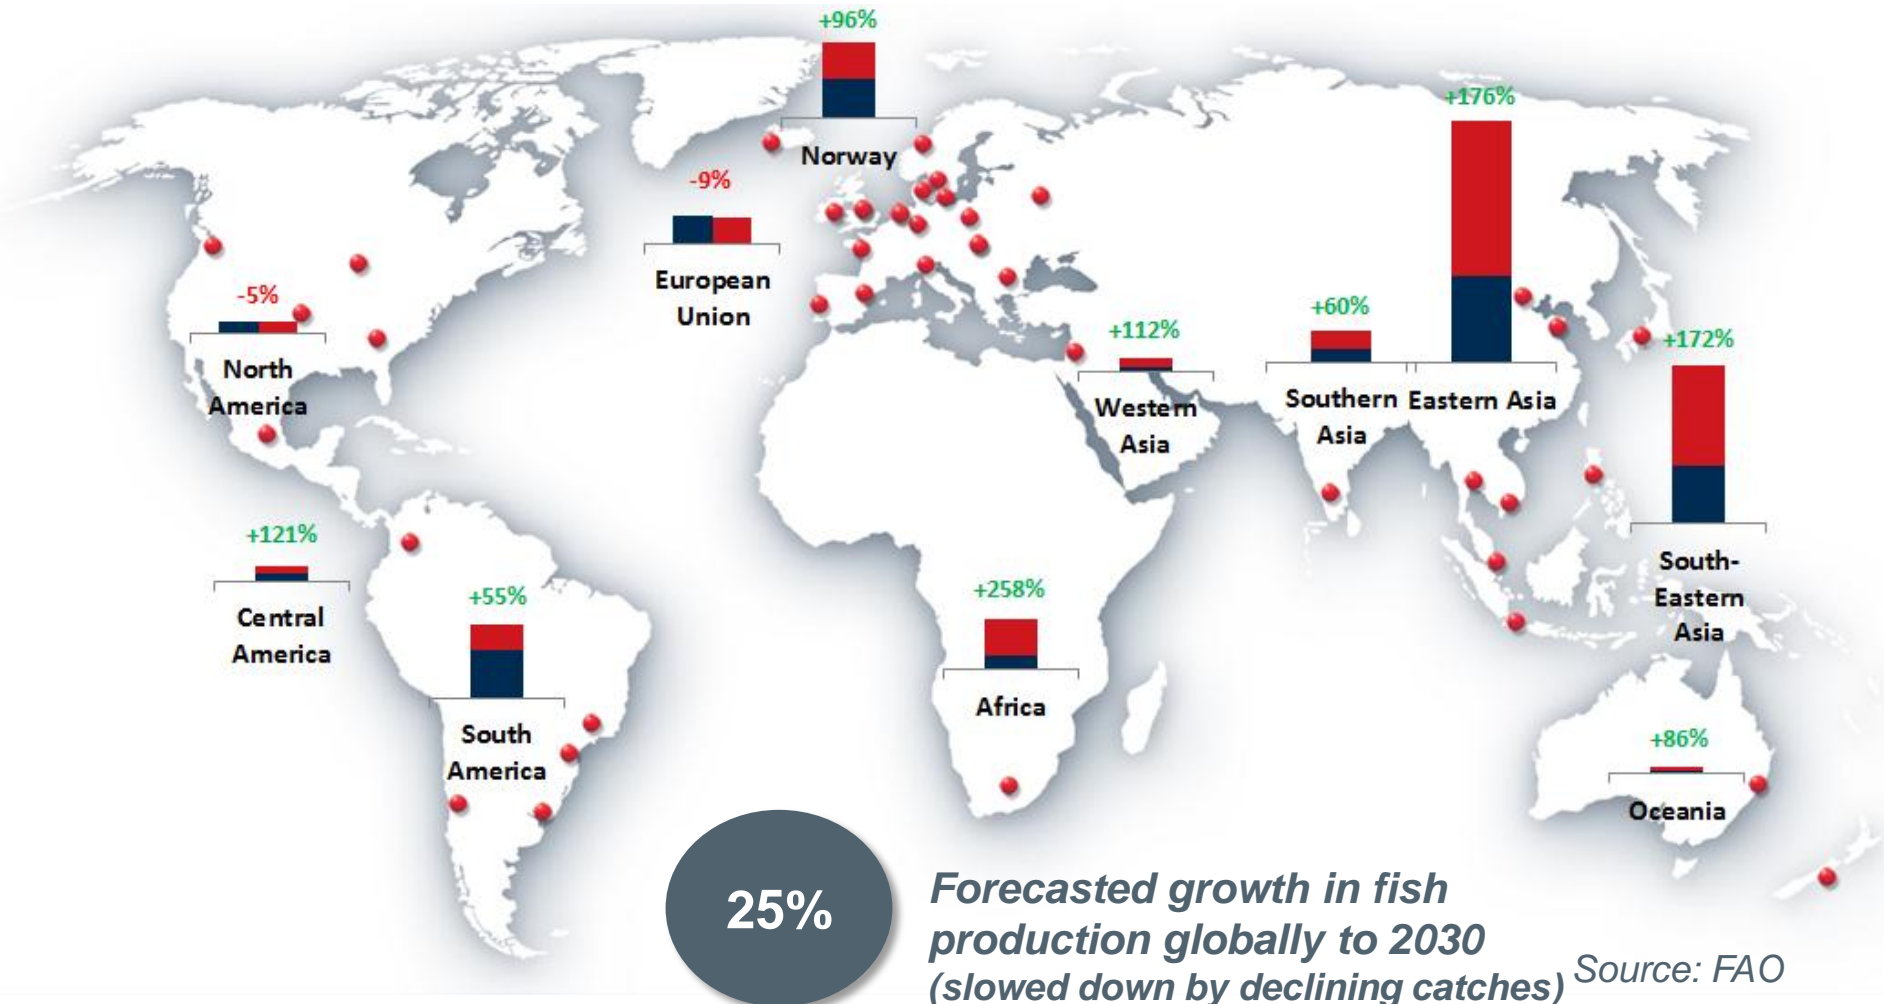 +96%
Norway
+176%
Eastern Asia
-9%
European
Union
-5%
North
America
+112%
Western
Asia
+60%
Southern
Asia
+172%
South-
Eastern
Asia
+121%
Central
America
+55%
South
America
+258%
Africa
+86%
Oceania
25%
Forecasted growth in fish
production globally to 2030
(slowed down by declining catches)
Source: FAO